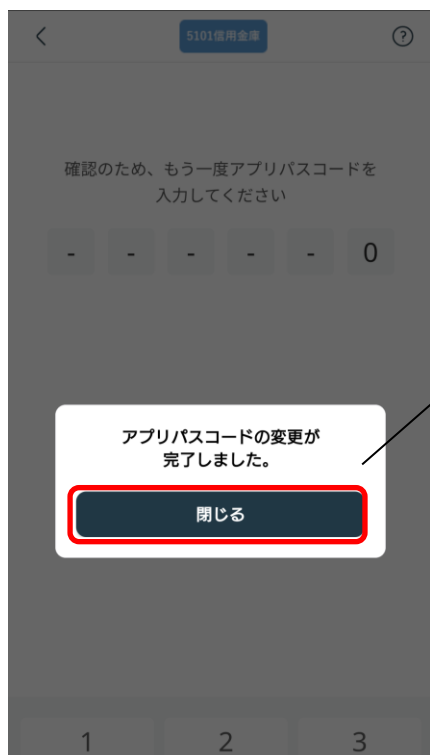 5101信用金庫
?
確認のため、もう一度アプリパスコードを
入力してください
- - - - - 0
アプリパスコードの変更が
完了しました。
閉じる
1 2 3